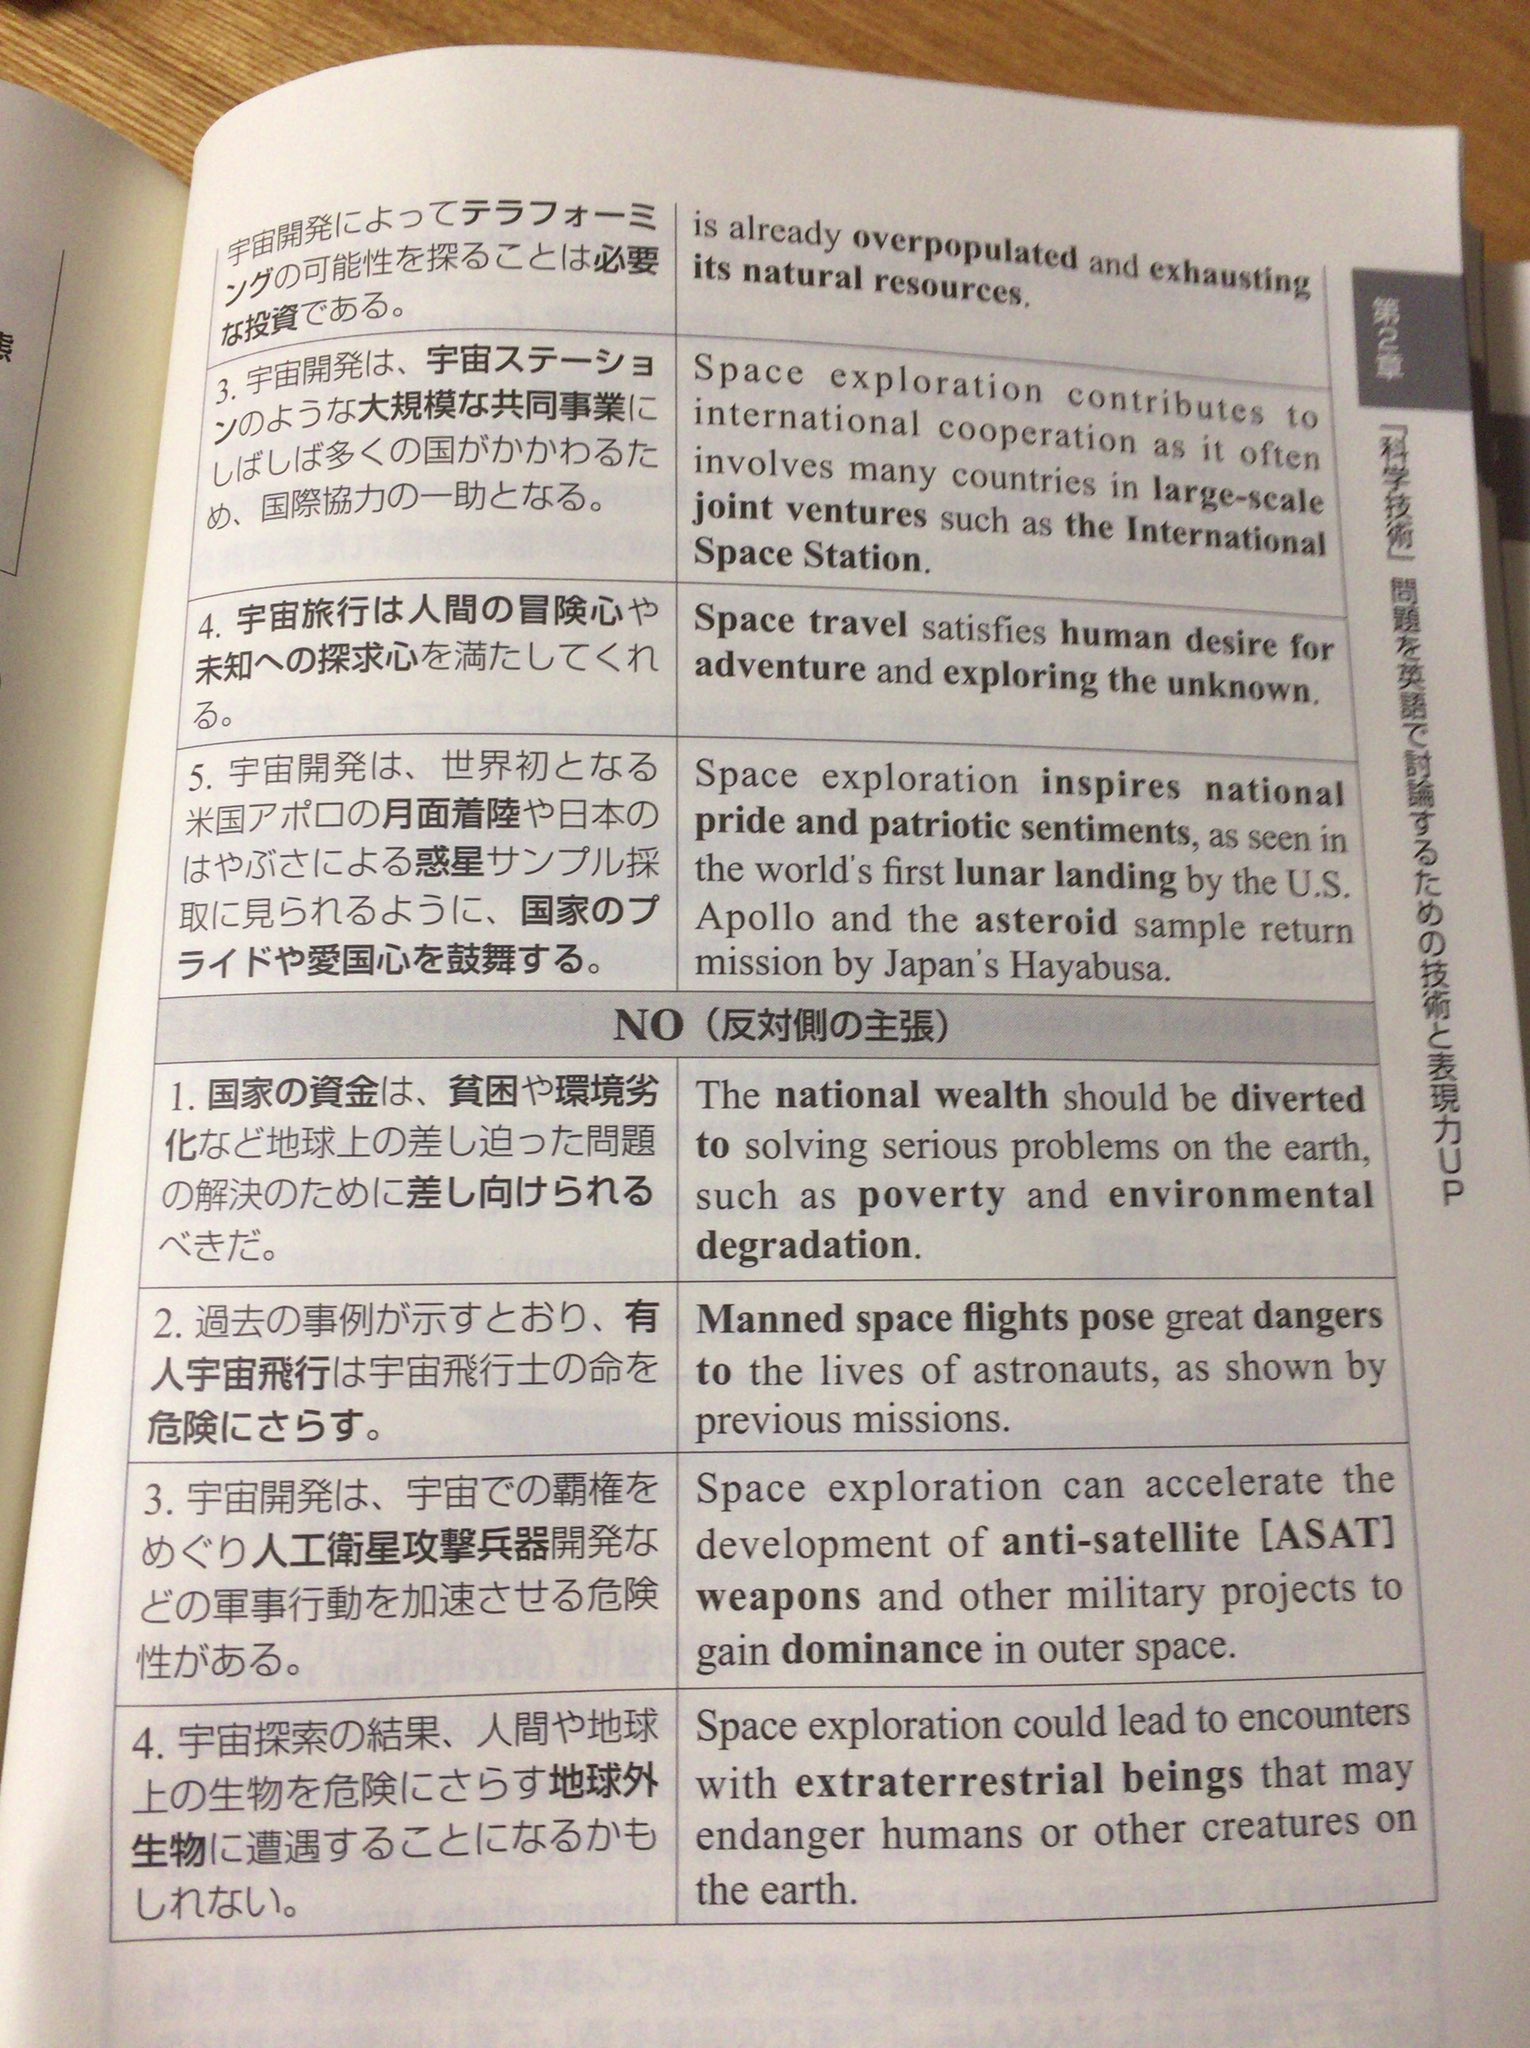 宇宙開発によってテラフォーミ
ングの可能性を探ることは必要
な投資である。
is already overpopulated and exhausting
its natural resources.
3. 宇宙開発は、宇宙ステーショ
ンのような大規模な共同事業に
しばしば多くの国がかかわるた
め、国際協力の一助となる。
Space exploration contributes to
international cooperation as it often
involves many countries in large-scale
joint ventures such as the International
Space Station.
4. 宇宙旅行は人間の冒険心や
未知への探求心を満たしてくれ
る。
Space travel satisfies human desire for
adventure and exploring the unknown.
5. 宇宙開発は、世界初となる
米国アポロの月面着陸や日本の
はやぶさによる惑星サンプル採
取に見られるように、国家のプ
ライドや愛国心を鼓舞する。
Space exploration inspires national
pride and patriotic sentiments, as seen in
the world's first lunar landing by the U.S.
Apollo and the asteroid sample return
mission by Japan's Hayabusa.
NO（反対側の主張）
1. 国家の資金は、貧困や環境劣
化など地球上の差し迫った問題
の解決のために差し向けられる
べきだ。
The national wealth should be diverted
to solving serious problems on the earth,
such as poverty and environmental
degradation.
2. 過去の事例が示すとおり、有
人宇宙飛行は宇宙飛行士の命を
危険にさらす。
Manned space flights pose great dangers
to the lives of astronauts, as shown by
previous missions.
3. 宇宙開発は、宇宙での覇権を
めぐり人工衛星攻撃兵器開発な
どの軍事行動を加速させる危険
性がある。
Space exploration can accelerate the
development of anti-satellite [ASAT]
weapons and other military projects to
gain dominance in outer space.
4. 宇宙探索の結果、人間や地球
上の生物を危険にさらす地球外
生物に遭遇することになるかも
しれない。
Space exploration could lead to encounters
with extraterrestrial beings that may
endanger humans or other creatures on
the earth.
第2章
「科学技術」問題を英語で討論するための技術と表現力UP